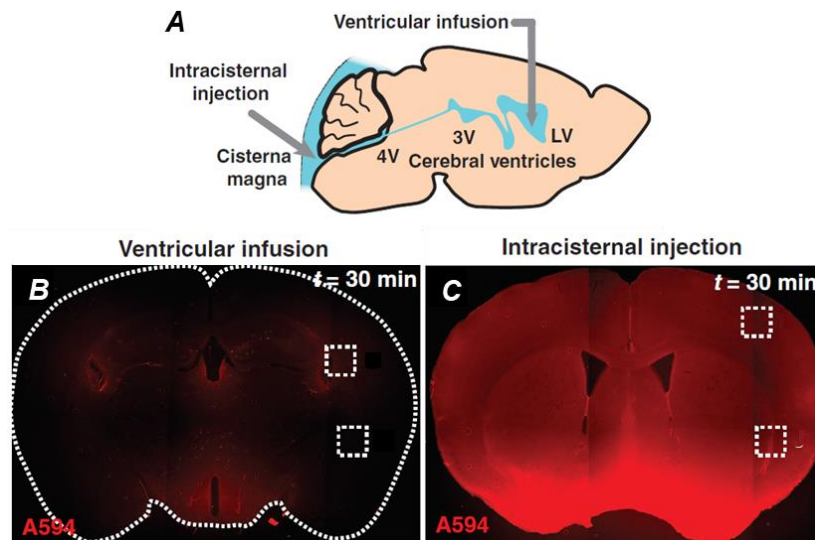 A
Ventricular infusion
Intracisternal
injection
Cisterna
magna
4V
3V
LV
Cerebral ventricles
Ventricular infusion
Intracisternal injection
B
t = 30 min
C
t = 30 min
A594
A594